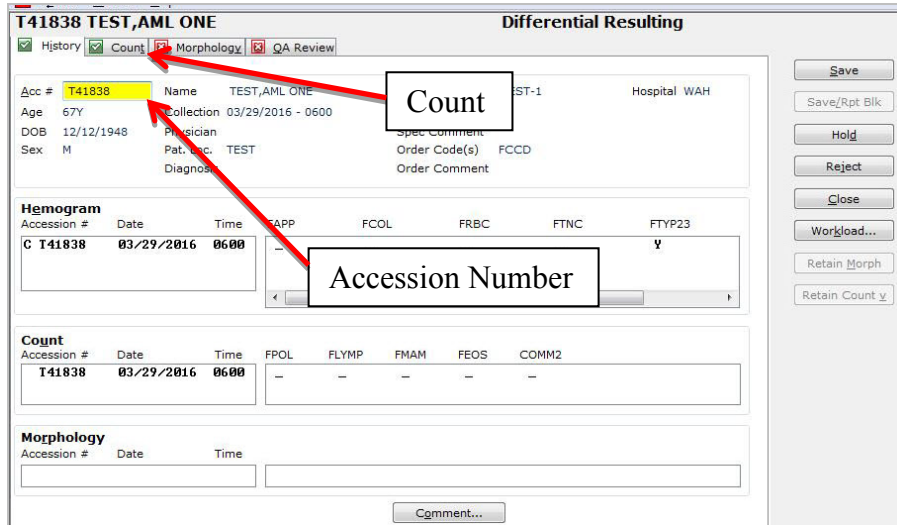 T41838 TEST,AML ONE Differential Resulting
History Count Morphology QA Review
Save
Acc # T41838 Name TEST,AML ONE EST-1 Hospital WAH
Save/Rpt Blk
Age 67Y Collection 03/29/2016 - 0600
Count
DOB 12/12/1948 Physician Spec Comment
Hold
Sex M Pat. Loc. TEST Order Code(s) FCCD
Diagnosis Order Comment
Reject
Close
Hemogram
Accession # Date Time FAPP FCOL FRBC FTNC FTYP23
Workload...
C T41838 03/29/2016 0600 _ Y
Retain Morph
Accession Number
Retain Count v
Count
Accession # Date Time FPOL FLYMP FMAM FEOS COMM2
T41838 03/29/2016 0600 _ _ _ _ _
Morphology
Accession # Date Time
Comment...